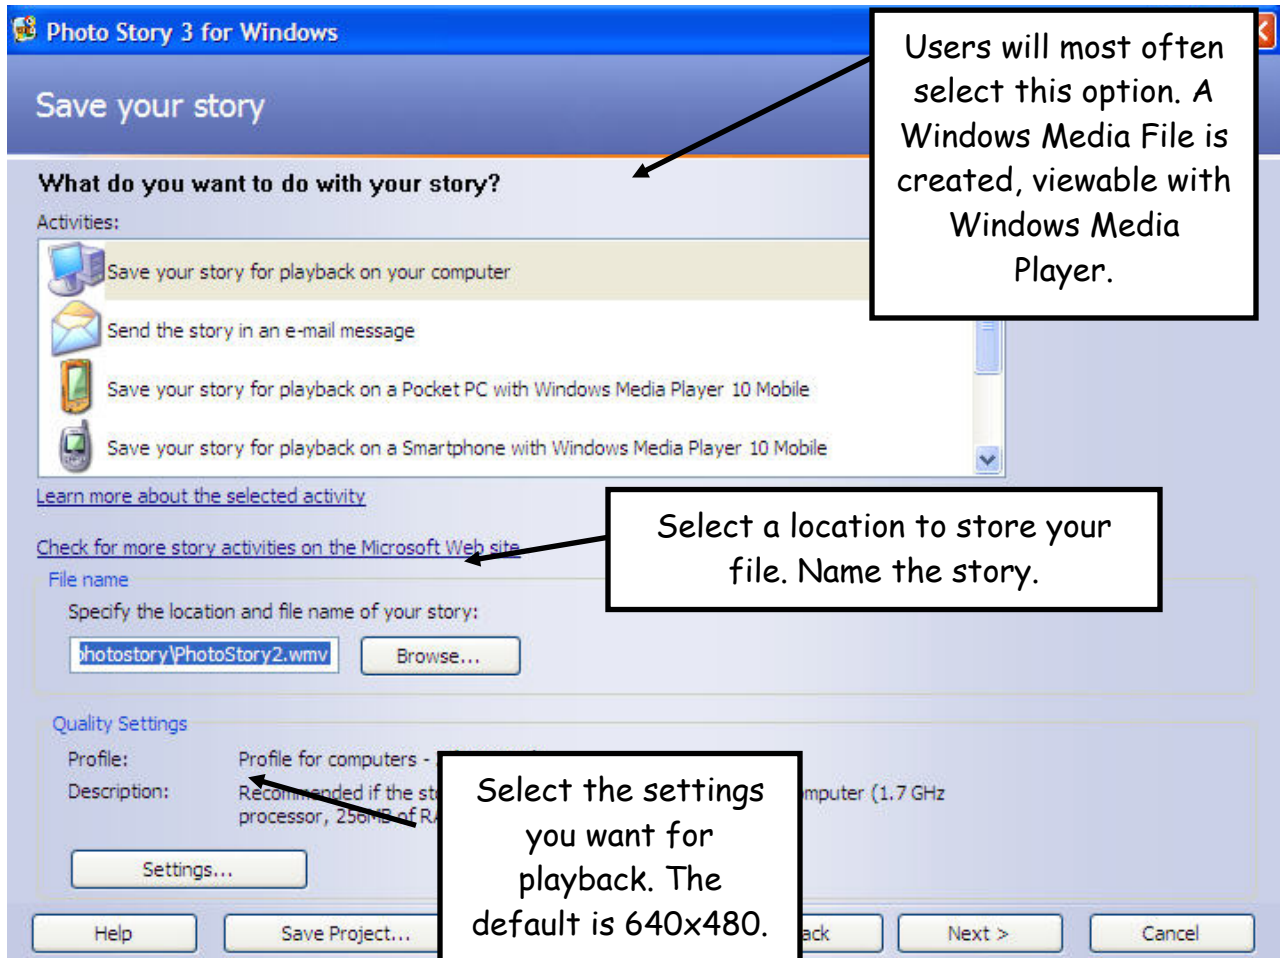 Photo Story 3 for Windows
Save your story
Users will most often
select this option. A
Windows Media File is
created, viewable with
Windows Media
Player.
What do you want to do with your story?
Activities:
Save your story for playback on your computer
Send the story in an e-mail message
Save your story for playback on a Pocket PC with Windows Media Player 10 Mobile
Save your story for playback on a Smartphone with Windows Media Player 10 Mobile
Learn more about the selected activity
Check for more story activities on the Microsoft Web site
Select a location to store your
file. Name the story.
File name
Specify the location and file name of your story:
photostory\PhotoStory2.wmv
Browse...
Quality Settings
Profile: Profile for computers -
Description: Recommended if the computer (1.7 GHz
processor, 256MB of
Select the settings
you want for
playback. The
default is 640x480.
Settings...
Help
Save Project...
Next >
Cancel